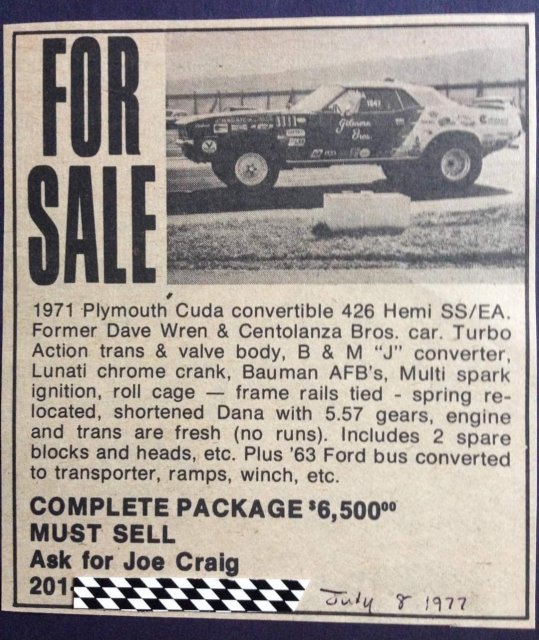 FOR
SALE
1647
Gilmore
Bros.
1971 Plymouth Cuda convertible 426 Hemi SS/EA.
Former Dave Wren & Centolanza Bros. car. Turbo
Action trans & valve body, B & M "J" converter,
Lunati chrome crank, Bauman AFB's, Multi spark
ignition, roll cage — frame rails tied - spring re-
located, shortened Dana with 5.57 gears, engine
and trans are fresh (no runs). Includes 2 spare
blocks and heads, etc. Plus '63 Ford bus converted
to transporter, ramps, winch, etc.
COMPLETE PACKAGE $6,500⁰⁰
MUST SELL
Ask for Joe Craig
201-
July 8 1977